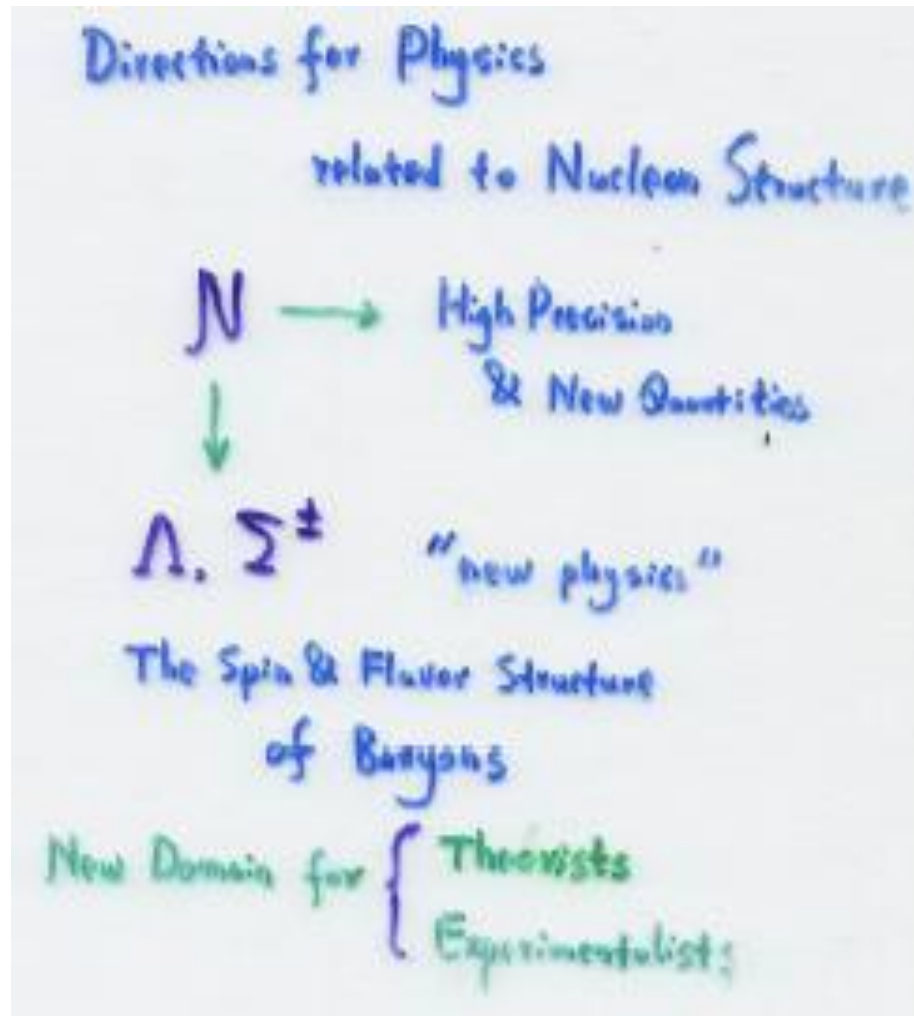 Directions for Physics
related to Nucleon Structure
N → High Precision
& New Quantities
↓
Λ, Σ±
"new physics"
The Spin & Flavor Structure
of Baryons
New Domain for { Theorists
Experimentalists